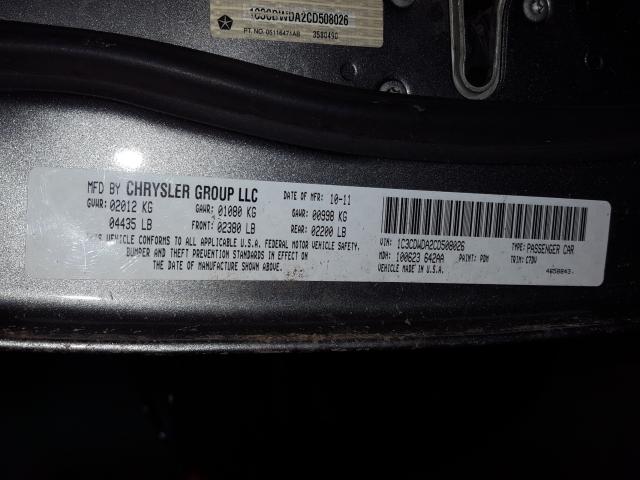 1C3CDWDA2CD508026
PT. NO. 05116471AB 3580490
MFD BY CHRYSLER GROUP LLC DATE OF MFR: 10-11
GVWR: 02012 KG GAWR: 01080 KG GAWR: 00998 KG
04435 LB FRONT: 02380 LB REAR: 02200 LB
THIS VEHICLE CONFORMS TO ALL APPLICABLE U.S.A. FEDERAL MOTOR VEHICLE SAFETY,
BUMPER AND THEFT PREVENTION STANDARDS IN EFFECT ON
THE DATE OF MANUFACTURE SHOWN ABOVE.
VIN: 1C3CDWDA2CD508026 TYPE: PASSENGER CAR
MDH: 100623 642AA PAINT: PDM TRIM: C7DV
VEHICLE MADE IN U.S.A. 4658843-